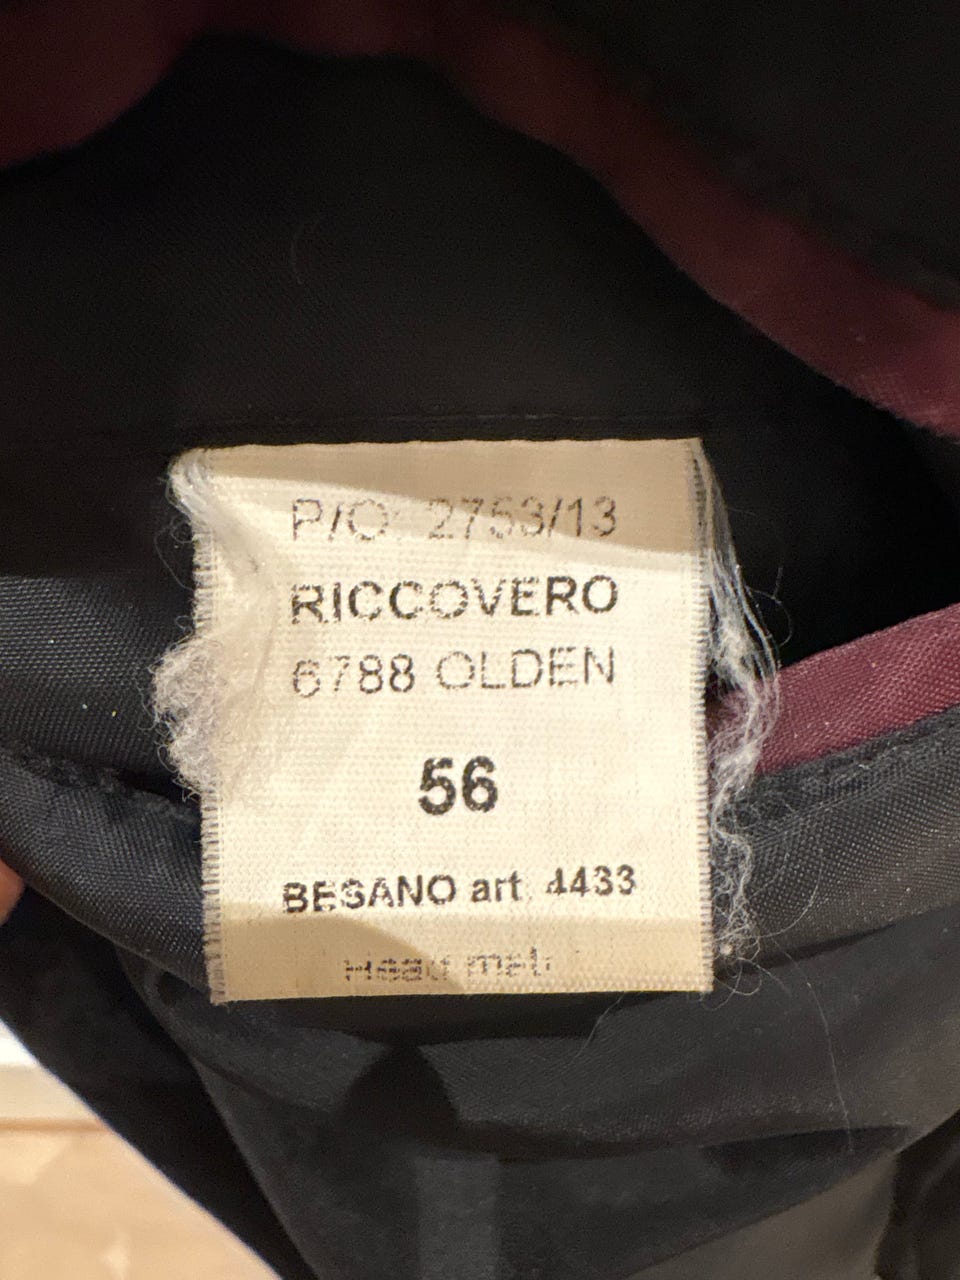 P/O: 2753/13
RICCOVERO
6788 OLDEN
56
BESANO art. 4433